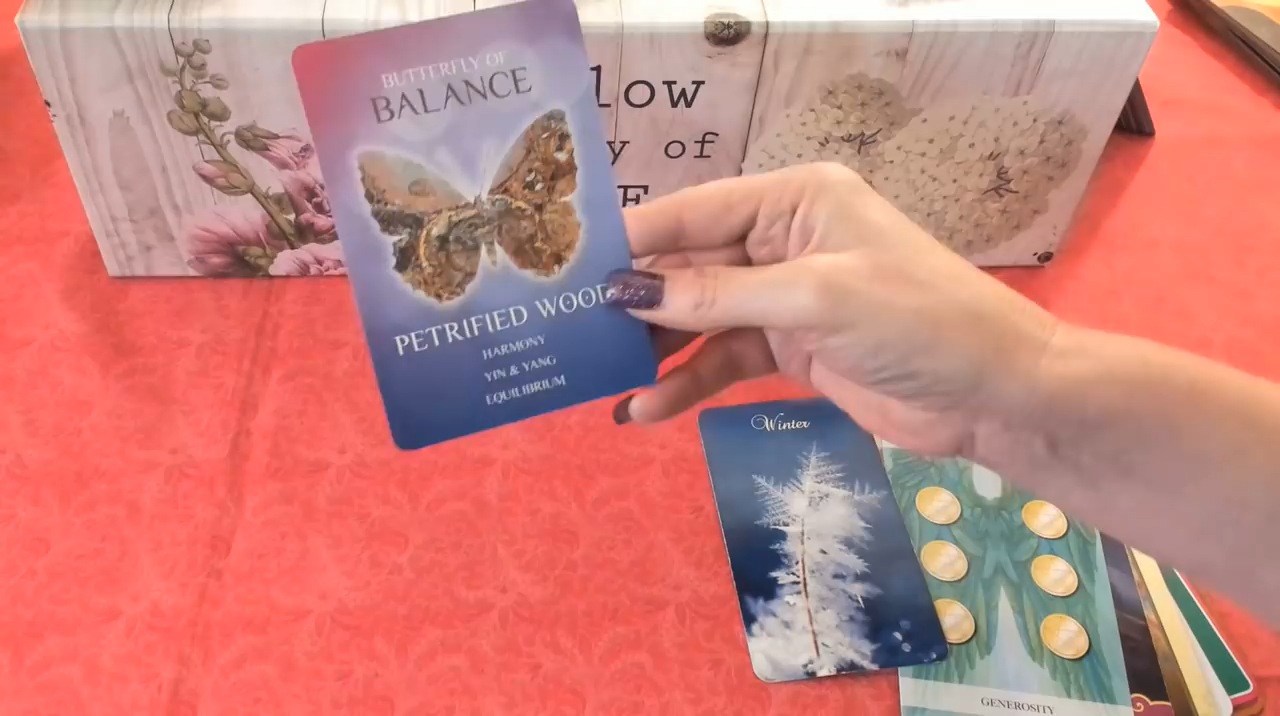 BUTTERFLY OF
BALANCE
PETRIFIED WOOD
HARMONY
YIN & YANG
EQUILIBRIUM
low
of
Winter
GENEROSITY